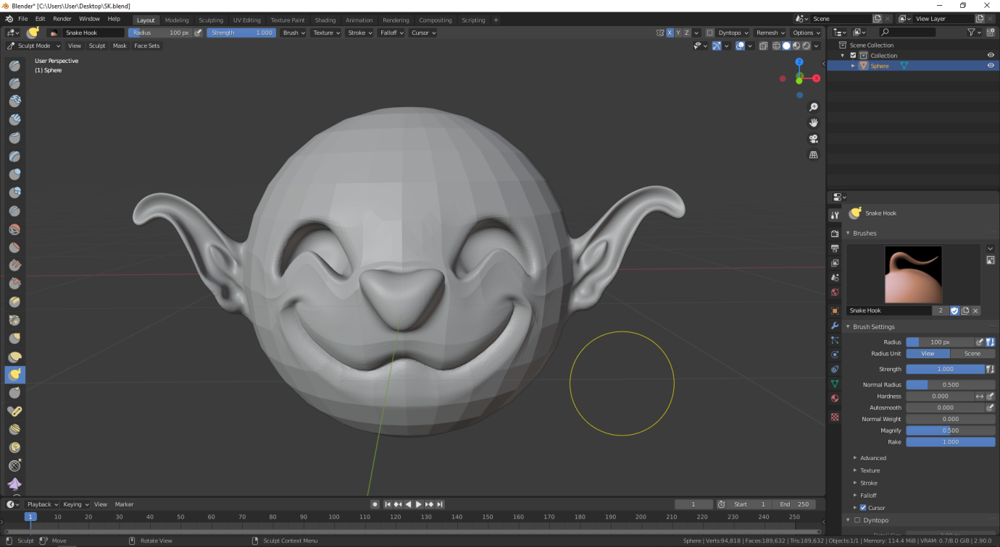 Blender* [C:\Users\User\Desktop\SK.blend]
File Edit Render Window Help Layout Modeling Sculpting UV Editing Texture Paint Shading Animation Rendering Compositing Scripting + Scene View Layer
Snake Hook Radius 100 px Strength 1.000 Brush Texture Stroke Falloff Cursor X Y Z Dyntopo Remesh Options
Sculpt Mode View Sculpt Mask Face Sets
User Perspective
(1) Sphere
Z
X
Scene Collection
Collection
Sphere
Snake Hook
Brushes
Snake Hook 2
Brush Settings
Radius 100 px
Radius Unit View Scene
Strength 1.000
Normal Radius 0.500
Hardness 0.000
Autosmooth 0.000
Normal Weight 0.000
Magnify 0.500
Rake 1.000
Advanced
Texture
Stroke
Falloff
Cursor
Dyntopo
Playback Keying View Marker 1 Start 1 End 250
1 10 20 30 40 50 60 70 80 90 100 110 120 130 140 150 160 170 180 190 200 210 220 230 240 250
Sculpt Move Rotate View Sculpt Context Menu Sphere | Verts:94,818 | Faces:189,632 | Tris:189,632 | Objects:1/1 | Memory: 114.4 MiB | VRAM: 0.7/8.0 GiB | 2.90.0